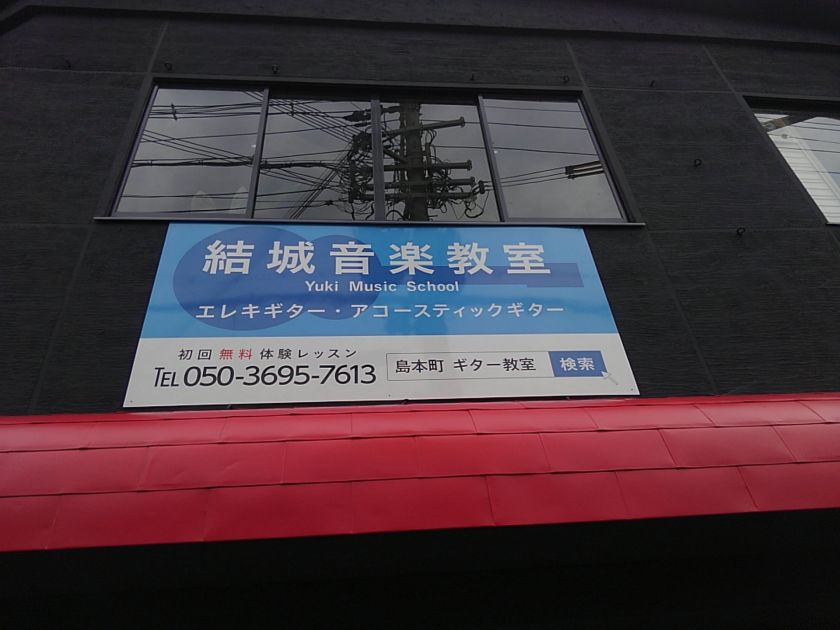 結城音楽教室
Yuki Music School
エレキギター・アコースティックギター
初回無料体験レッスン
TEL 050-3695-7613
島本町 ギター教室 検索